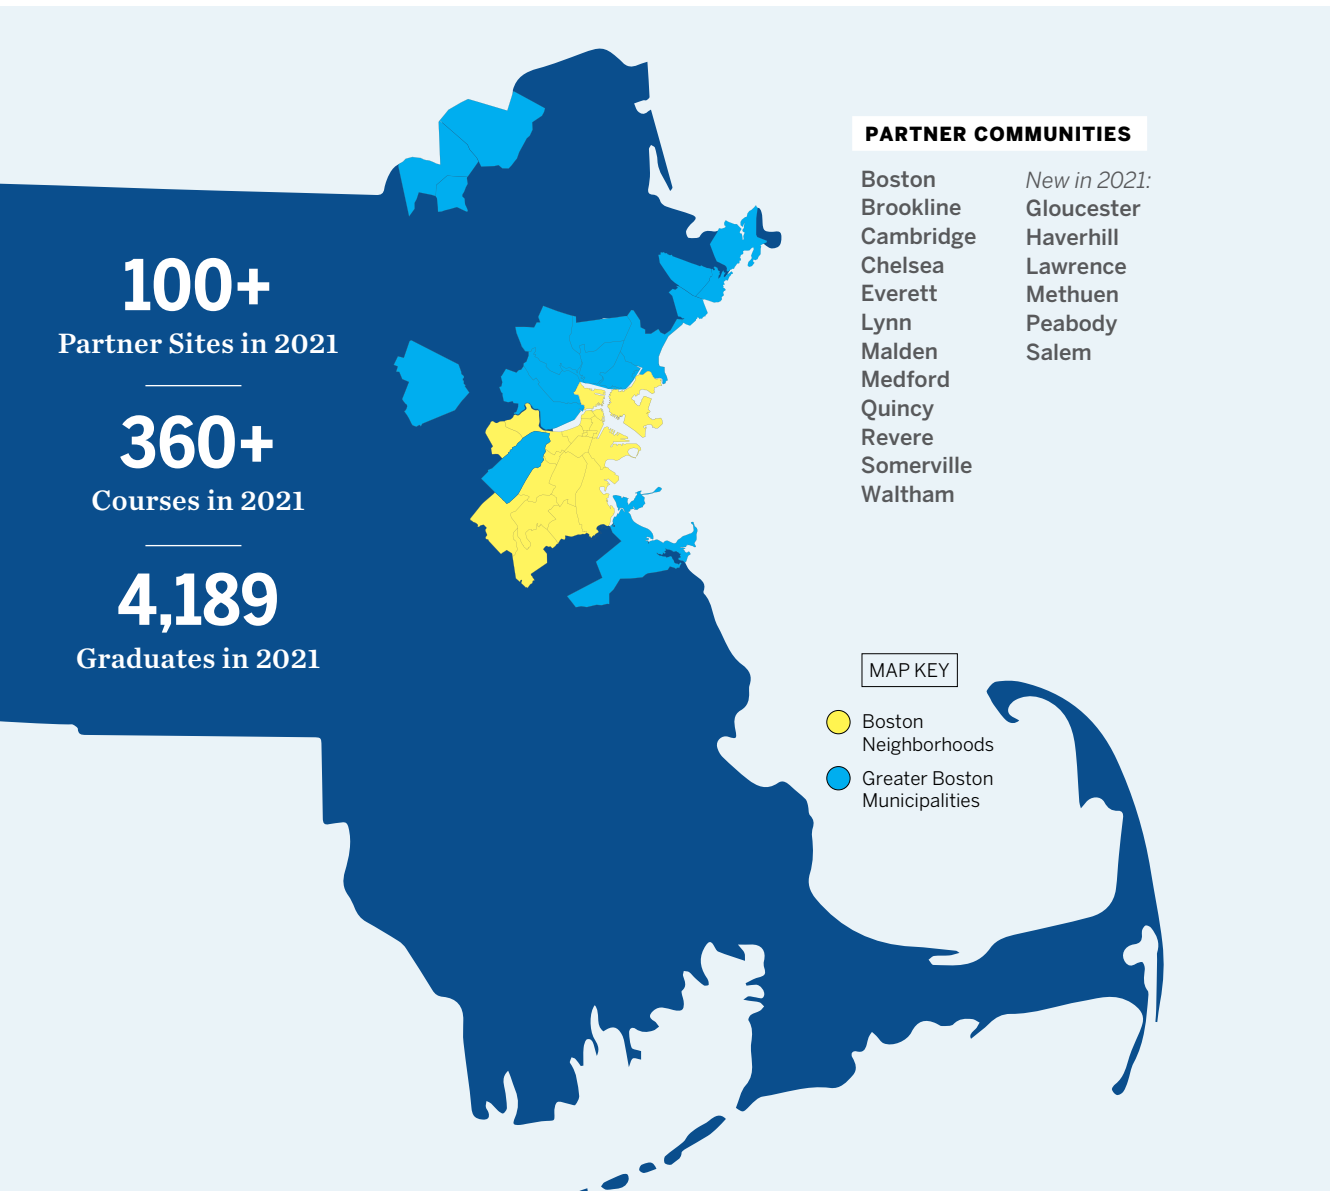 100+
Partner Sites in 2021
360+
Courses in 2021
4,189
Graduates in 2021
PARTNER COMMUNITIES
Boston
Brookline
Cambridge
Chelsea
Everett
Lynn
Malden
Medford
Quincy
Revere
Somerville
Waltham
New in 2021:
Gloucester
Haverhill
Lawrence
Methuen
Peabody
Salem
MAP KEY
Boston
Neighborhoods
Greater Boston
Municipalities